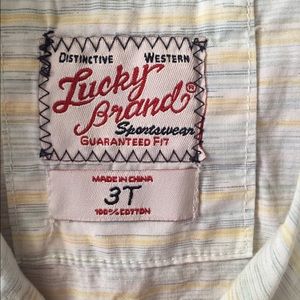 DISTINCTIVE WESTERN
Lucky
Brand®
Sportswear
GUARANTEED FIT
MADE IN CHINA
3T
100% COTTON